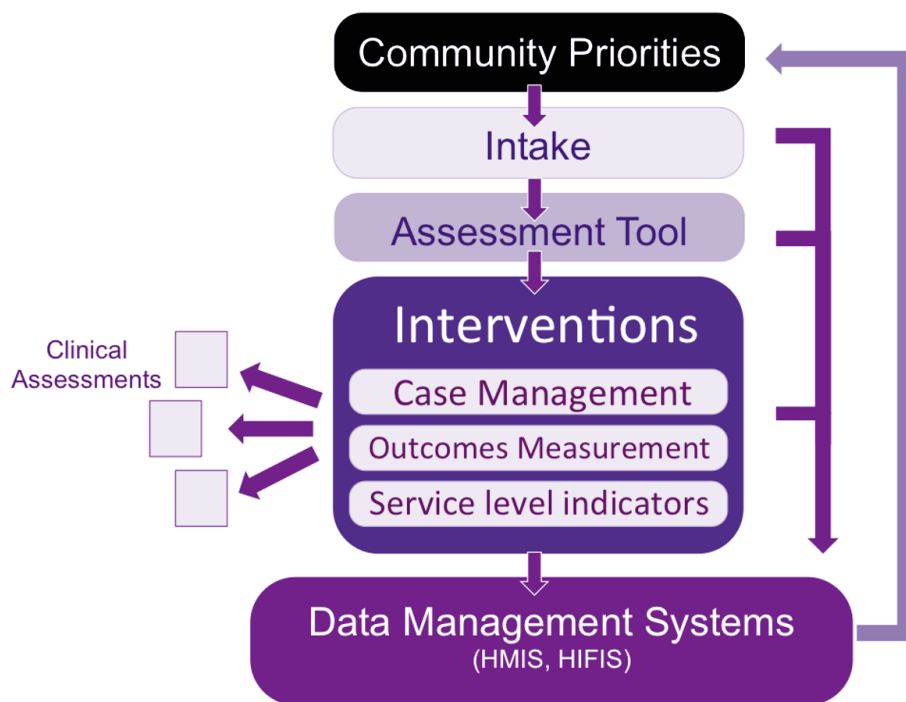 Community Priorities
Intake
Assessment Tool
Interventions
Clinical
Assessments
Case Management
Outcomes Measurement
Service level indicators
Data Management Systems
(HMIS, HIFIS)